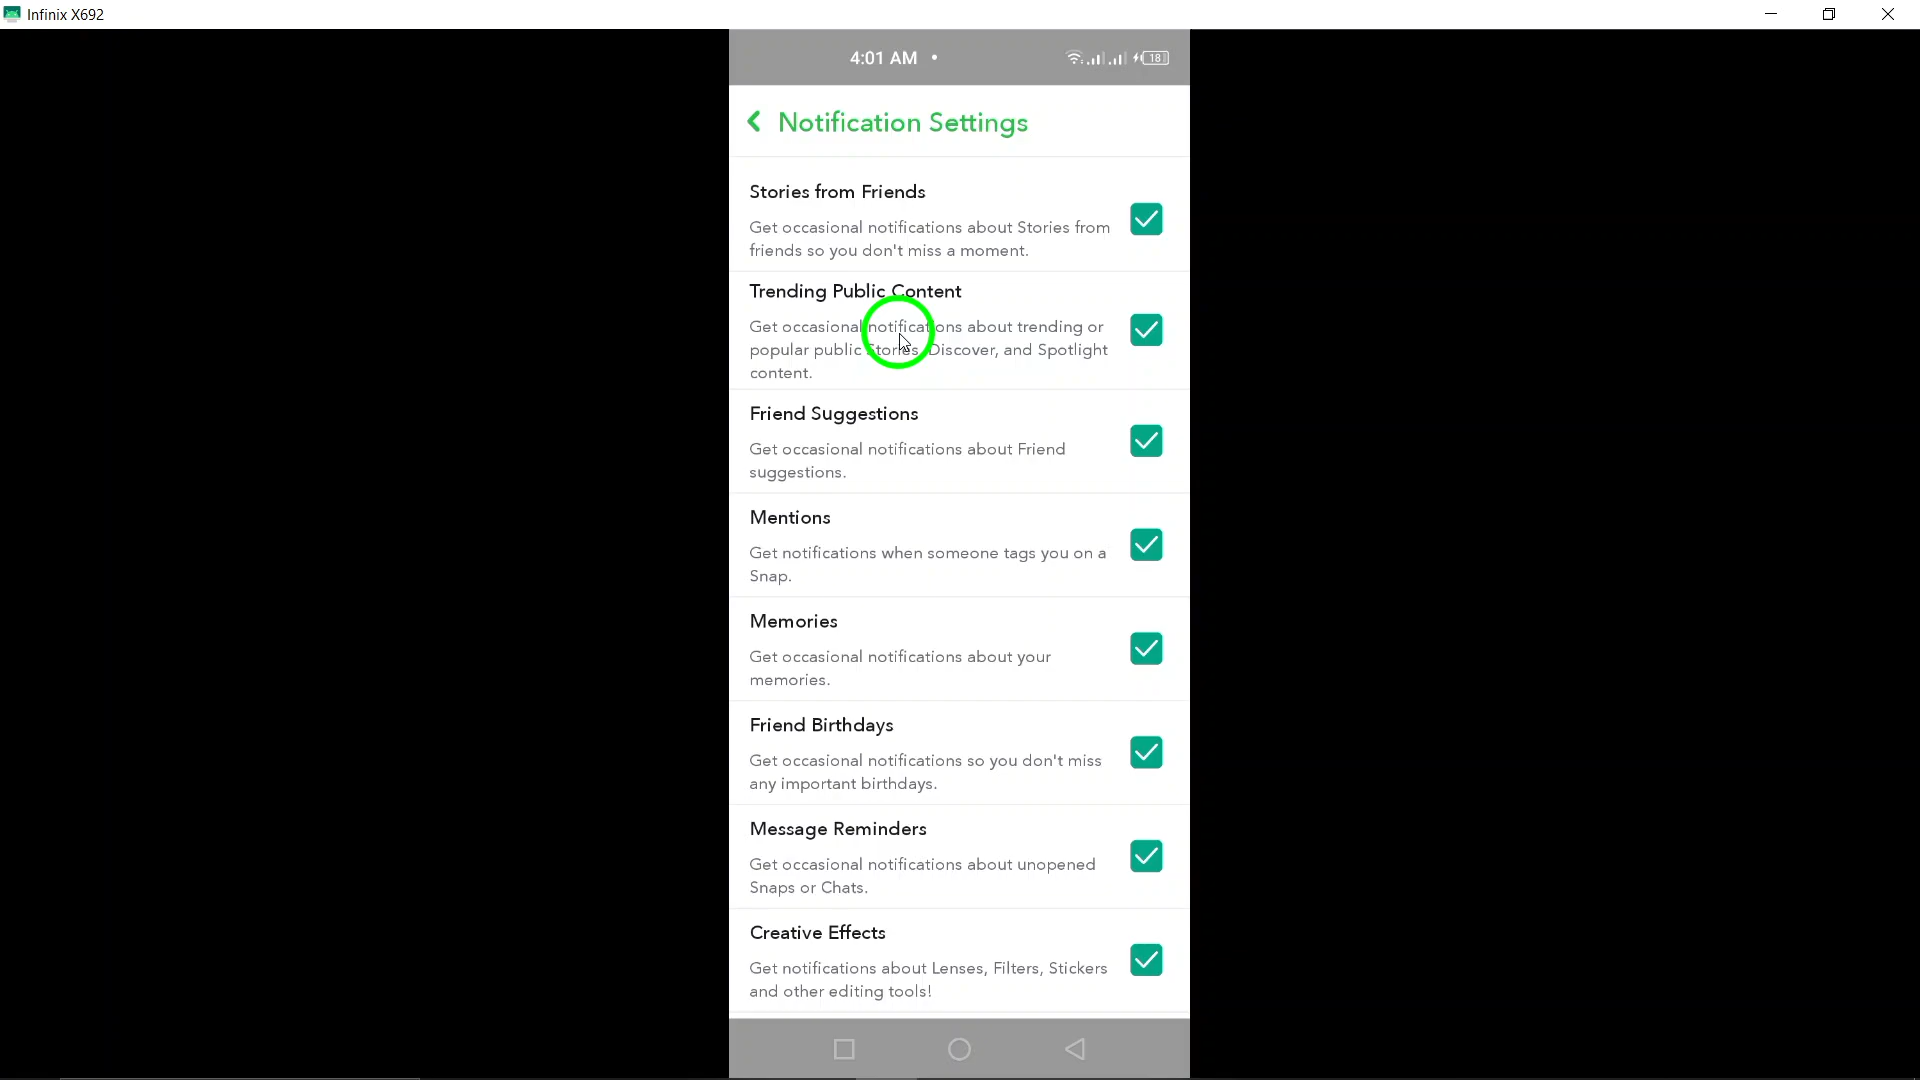 Infinix X692
4:01 AM •
18
Notification Settings
Stories from Friends
Get occasional notifications about Stories from
friends so you don't miss a moment.
Trending Public Content
Get occasional notifications about trending or
popular public Stories, Discover, and Spotlight
content.
Friend Suggestions
Get occasional notifications about Friend
suggestions.
Mentions
Get notifications when someone tags you on a
Snap.
Memories
Get occasional notifications about your
memories.
Friend Birthdays
Get occasional notifications so you don't miss
any important birthdays.
Message Reminders
Get occasional notifications about unopened
Snaps or Chats.
Creative Effects
Get notifications about Lenses, Filters, Stickers
and other editing tools!